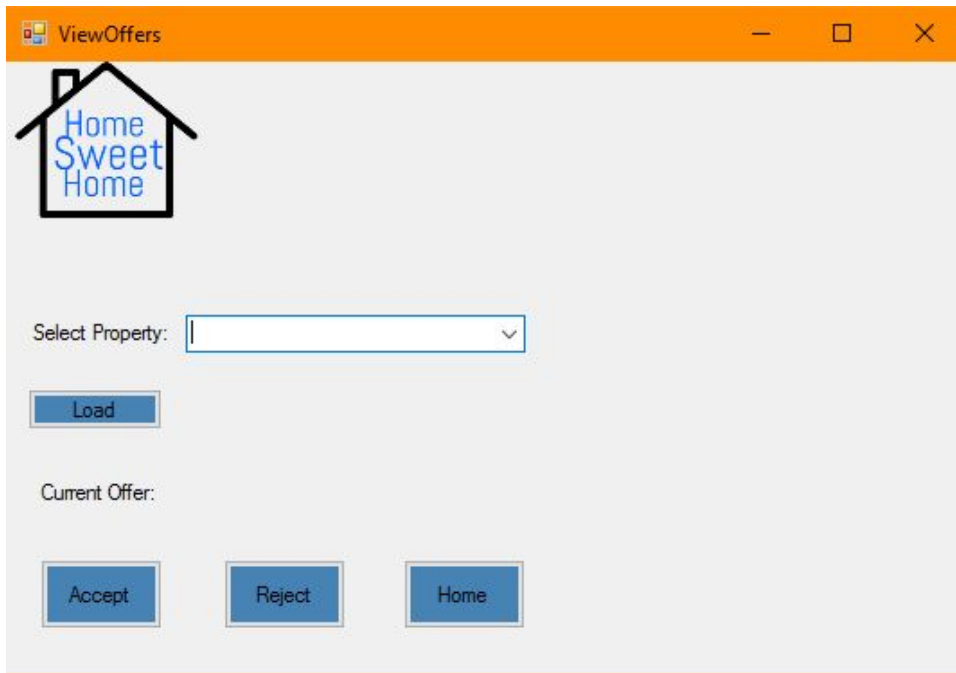 ViewOffers
Home
Sweet
Home
Select Property:
Load
Current Offer:
Accept Reject Home